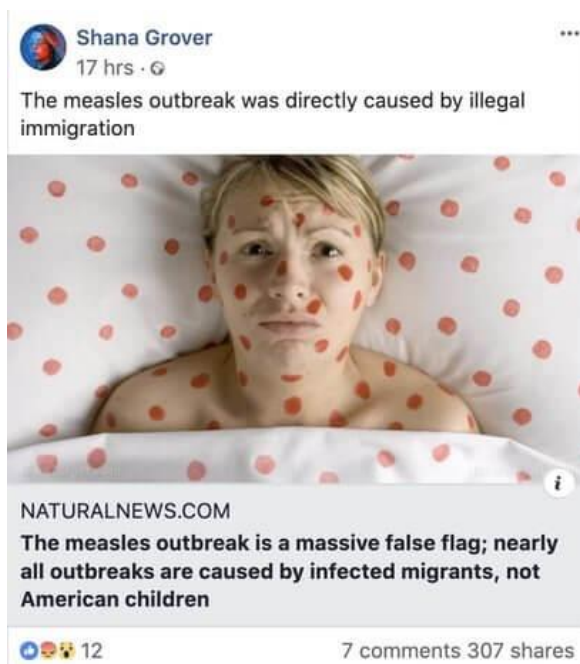 Shana Grover
17 hrs ·
The measles outbreak was directly caused by illegal
immigration
i
NATURALNEWS.COM
The measles outbreak is a massive false flag; nearly
all outbreaks are caused by infected migrants, not
American children
12 7 comments 307 shares